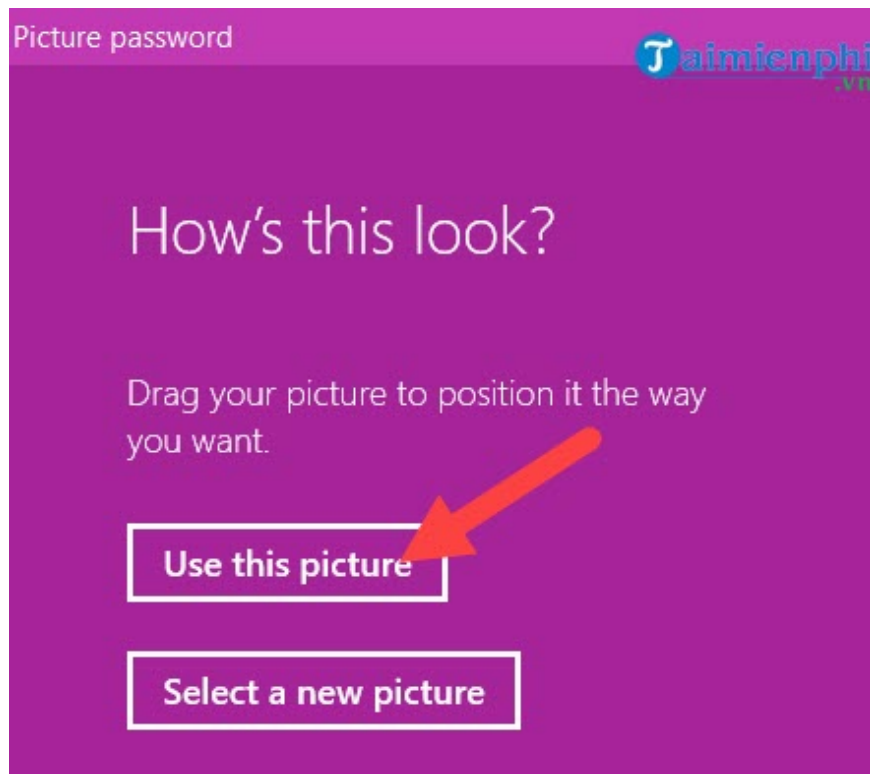 Picture password
Taimienphi
.vn
How's this look?
Drag your picture to position it the way
you want.
Use this picture
Select a new picture